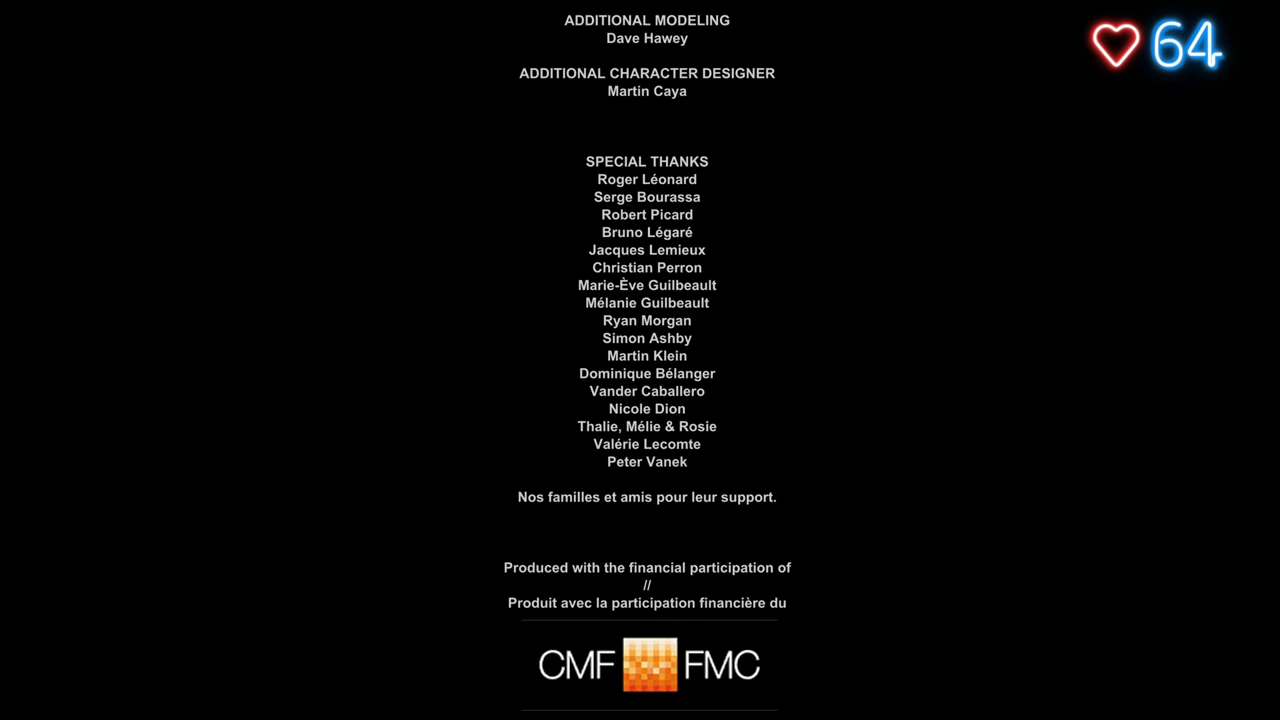 ADDITIONAL MODELING
Dave Hawey
ADDITIONAL CHARACTER DESIGNER
Martin Caya
64
SPECIAL THANKS
Roger Léonard
Serge Bourassa
Robert Picard
Bruno Légaré
Jacques Lemieux
Christian Perron
Marie-Ève Guilbeault
Mélanie Guilbeault
Ryan Morgan
Simon Ashby
Martin Klein
Dominique Bélanger
Vander Caballero
Nicole Dion
Thalie, Mélie & Rosie
Valérie Lecomte
Peter Vanek
Nos familles et amis pour leur support.
Produced with the financial participation of
//
Produit avec la participation financière du
CMF FMC